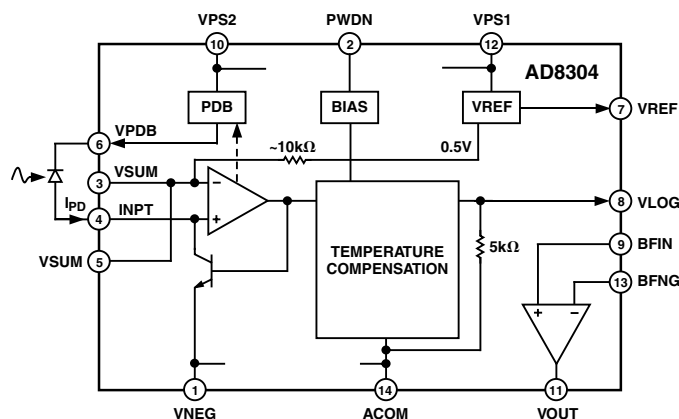 VPS2 PWDN VPS1
10 2 12
AD8304
PDB BIAS VREF 7 VREF
VPDB
6
~10kΩ 0.5V
VSUM
3
–
IPD INPT
4
+
8 VLOG
TEMPERATURE
COMPENSATION
5kΩ
9 BFIN
VSUM
5
13 BFNG
+ –
1 14 11
VNEG ACOM VOUT